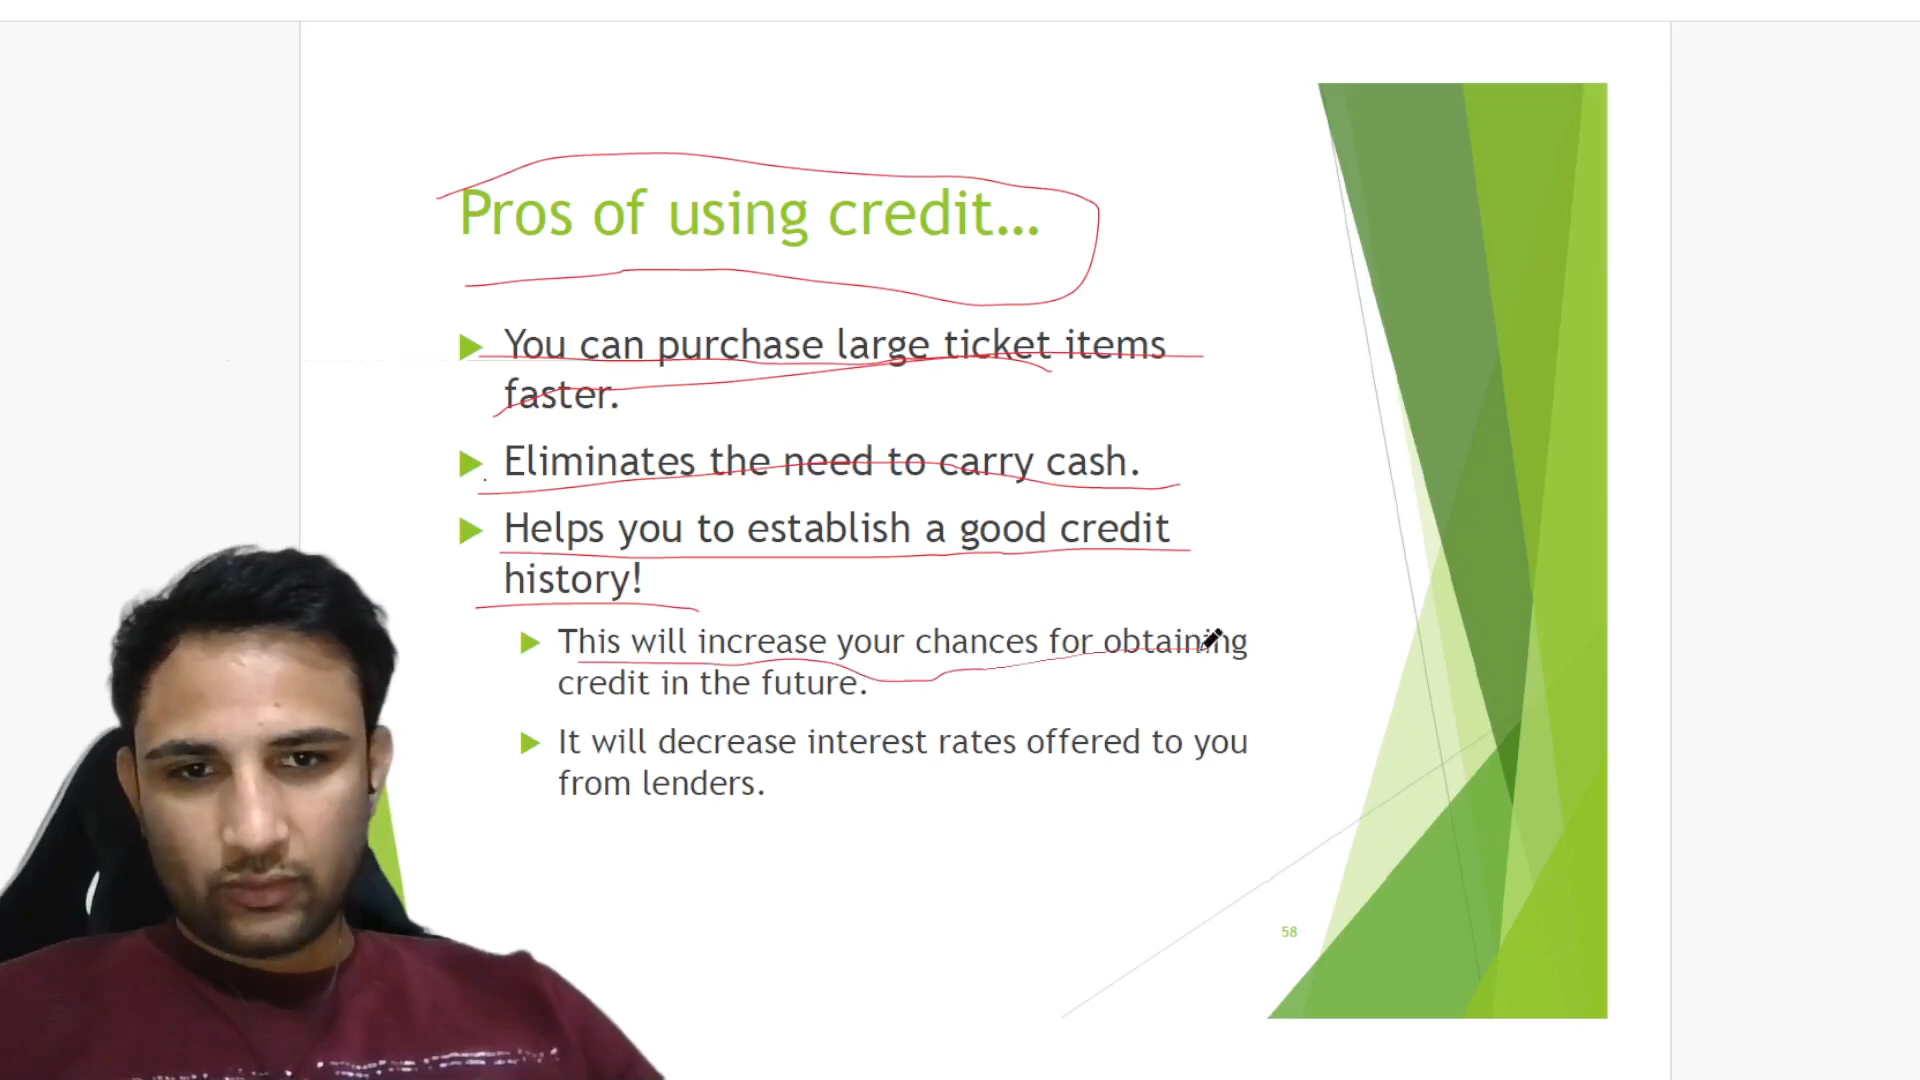 Pros of using credit…
You can purchase large ticket items
faster.
Eliminates the need to carry cash.
Helps you to establish a good credit
history!
This will increase your chances for obtaining
credit in the future.
It will decrease interest rates offered to you
from lenders.
58